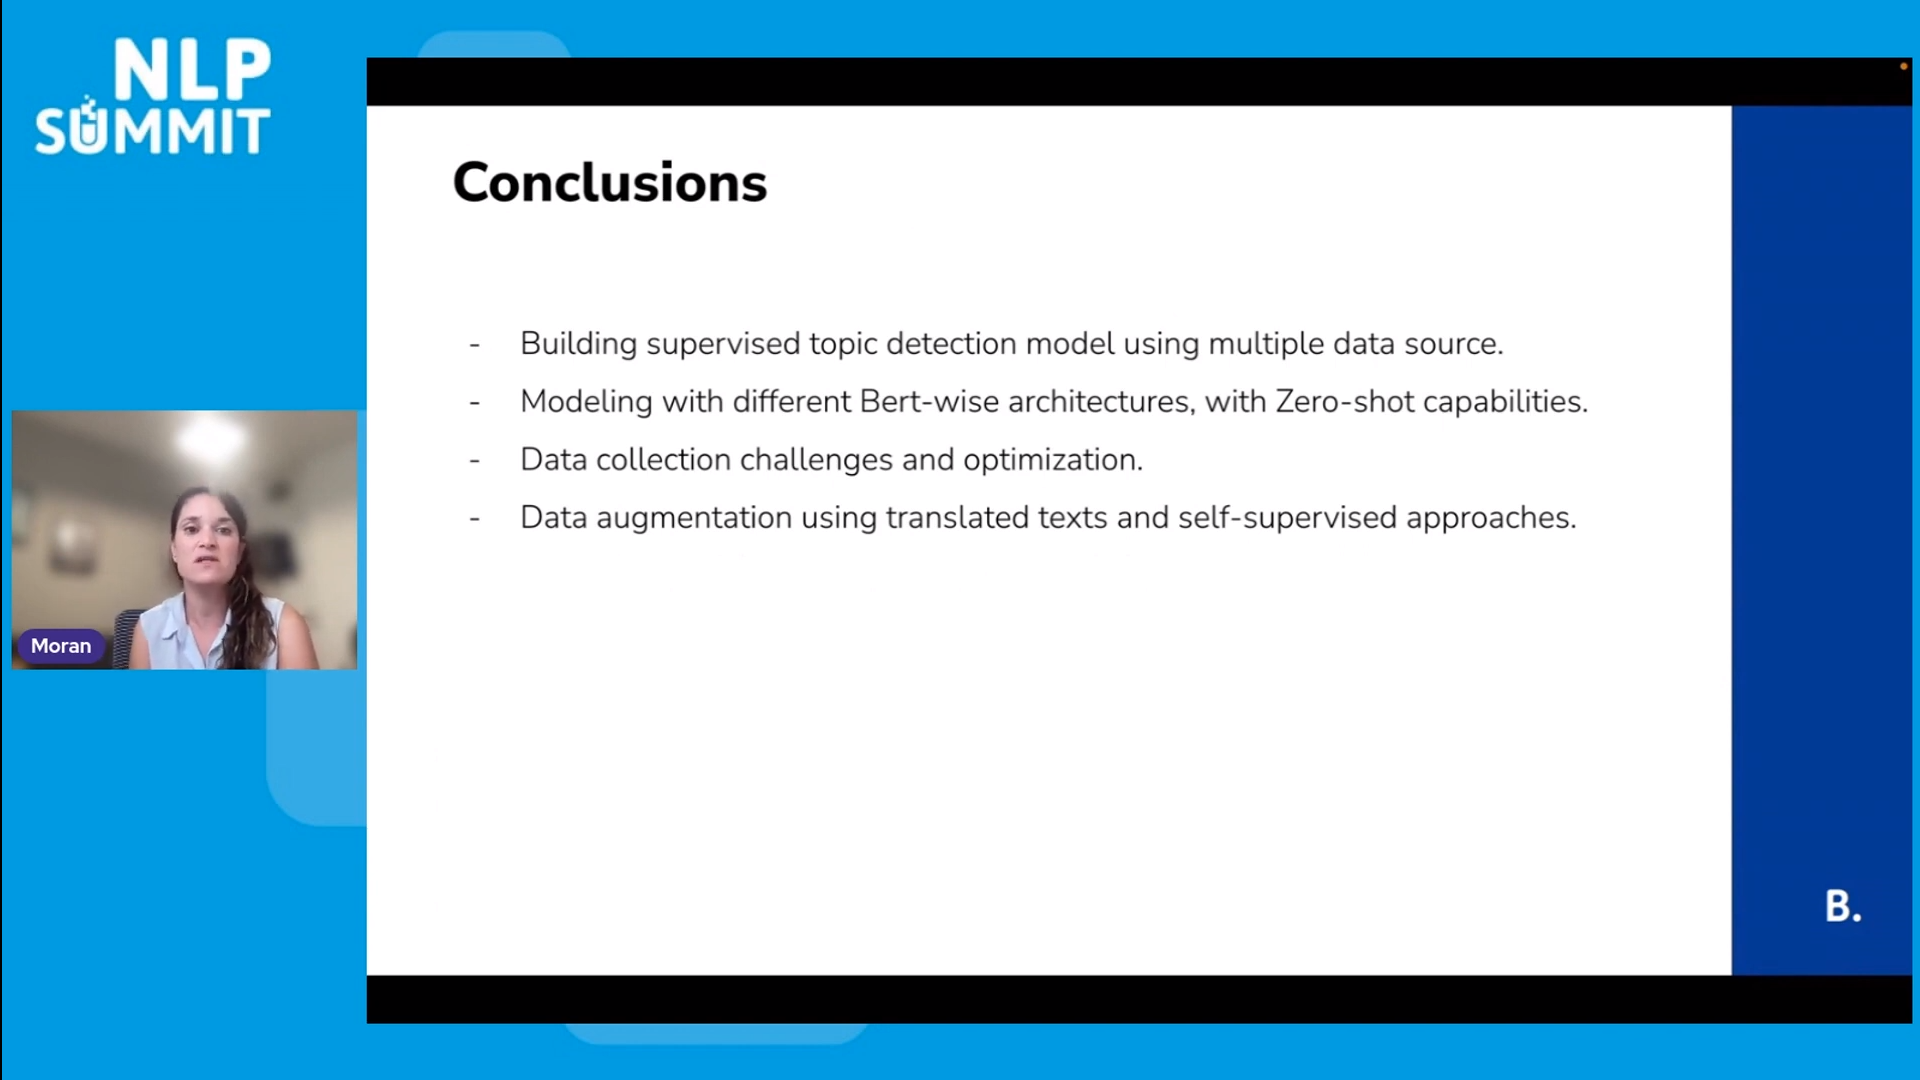 NLP
SUMMIT
Conclusions
- Building supervised topic detection model using multiple data source.
- Modeling with different Bert-wise architectures, with Zero-shot capabilities.
- Data collection challenges and optimization.
- Data augmentation using translated texts and self-supervised approaches.
Moran
B.